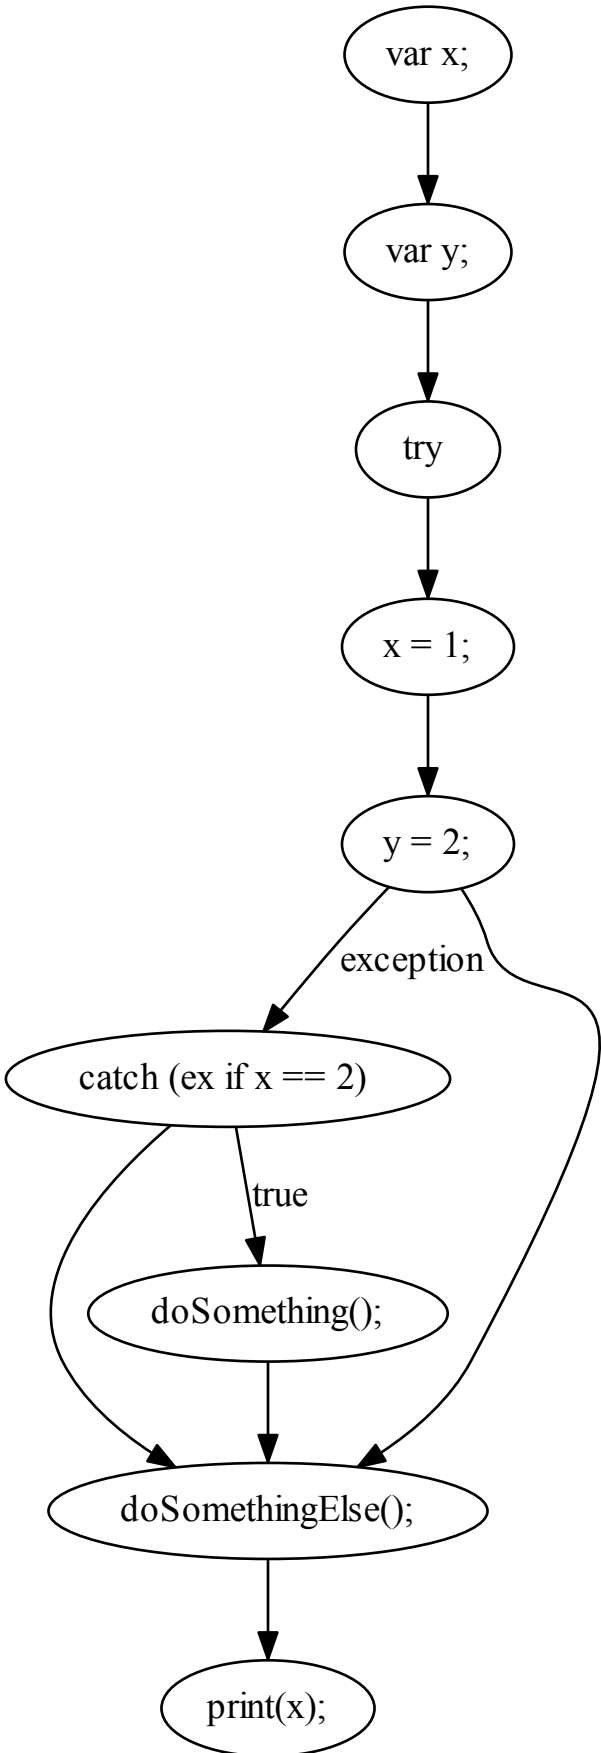 var x;
var y;
try
x = 1;
y = 2;
exception
catch (ex if x == 2)
true
doSomething();
doSomethingElse();
print(x);